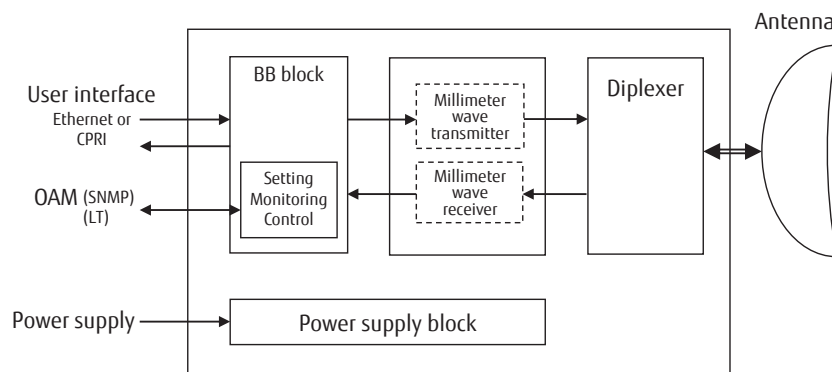 Antenna
User interface
Ethernet or
CPRI
OAM (SNMP)
(LT)
Power supply
BB block
Setting
Monitoring
Control
Millimeter
wave
transmitter
Millimeter
wave
receiver
Diplexer
Power supply block